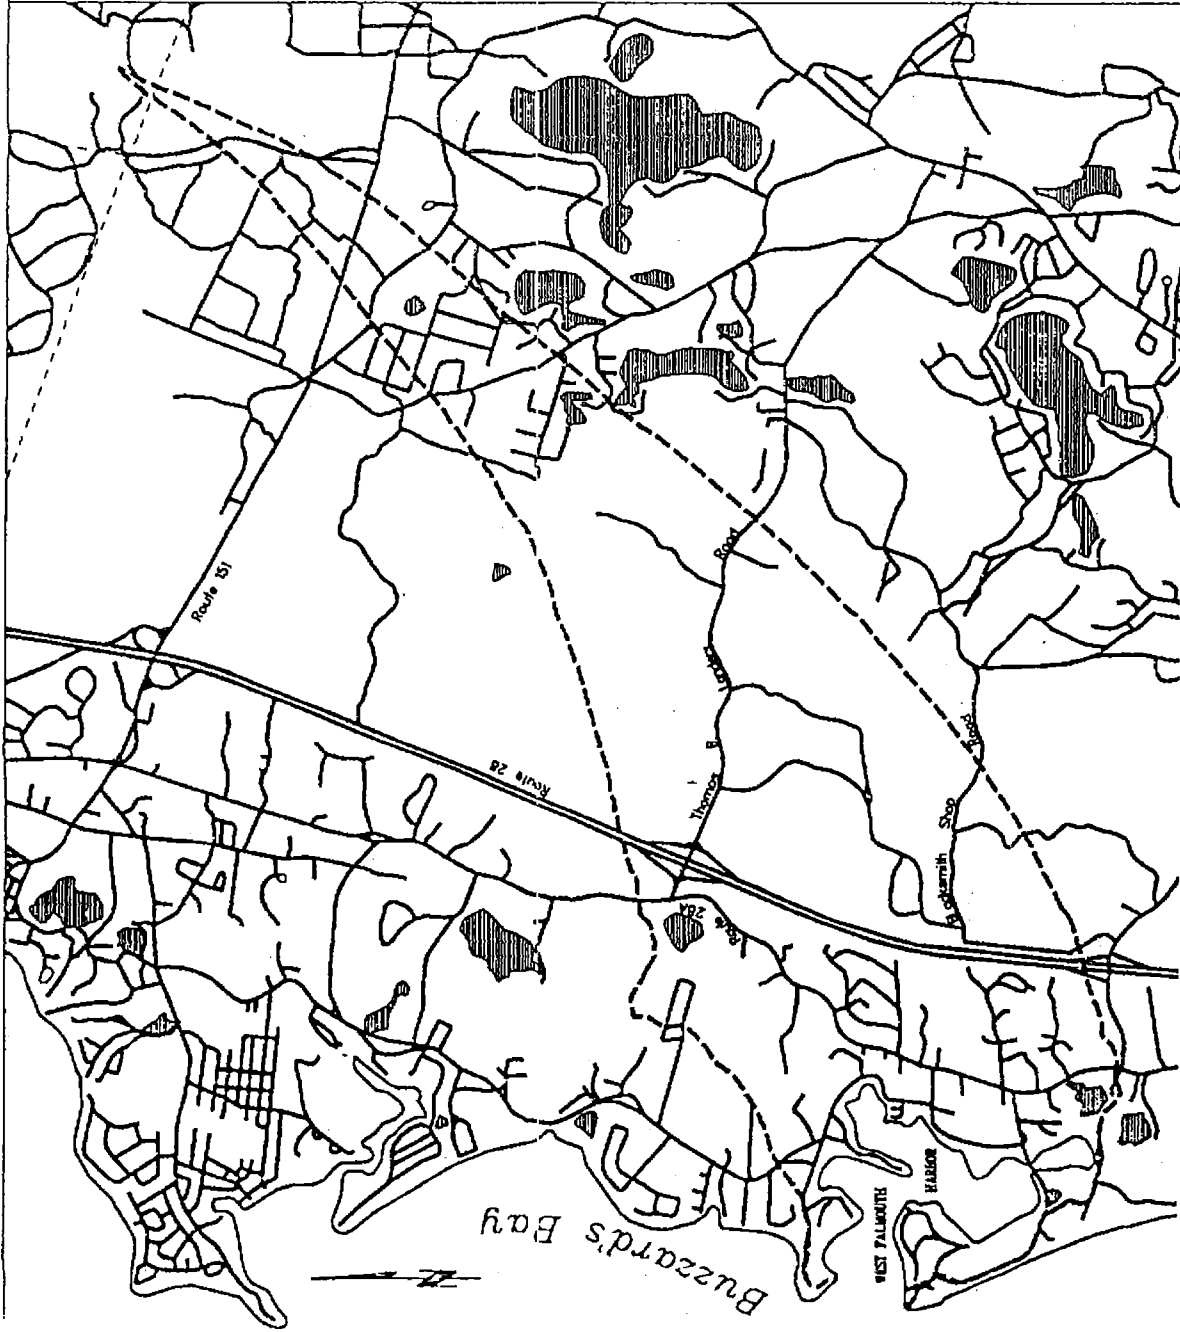 Route 151
Route 28
Thomas B. Landers Road
Blacksmith Shop Road
Route 28A
Buzzard's Bay
WEST FALMOUTH
HARBOR
N